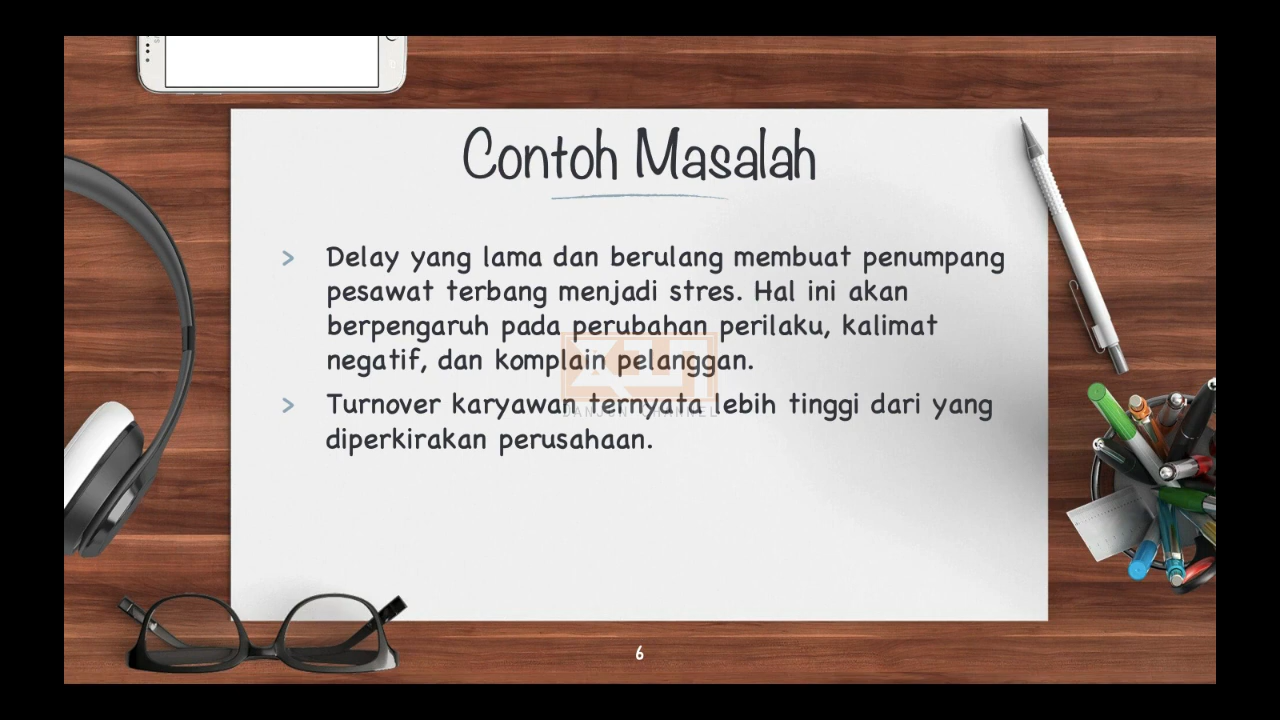 Contoh Masalah
> Delay yang lama dan berulang membuat penumpang
pesawat terbang menjadi stres. Hal ini akan
berpengaruh pada perubahan perilaku, kalimat
negatif, dan komplain pelanggan.
> Turnover karyawan ternyata lebih tinggi dari yang
diperkirakan perusahaan.
6